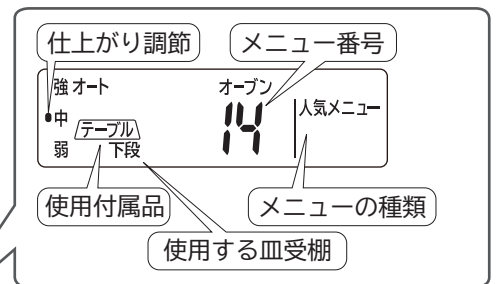 仕上がり調節
メニュー番号
強 オート
オーブン
中
テーブル
14
人気メニュー
弱
下段
使用付属品
メニューの種類
使用する皿受棚